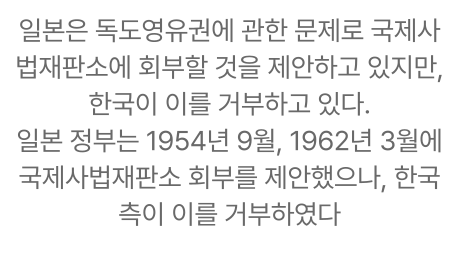 일본은 독도영유권에 관한 문제로 국제사
법재판소에 회부할 것을 제안하고 있지만,
한국이 이를 거부하고 있다.
일본 정부는 1954년 9월, 1962년 3월에
국제사법재판소 회부를 제안했으나, 한국
측이 이를 거부하였다